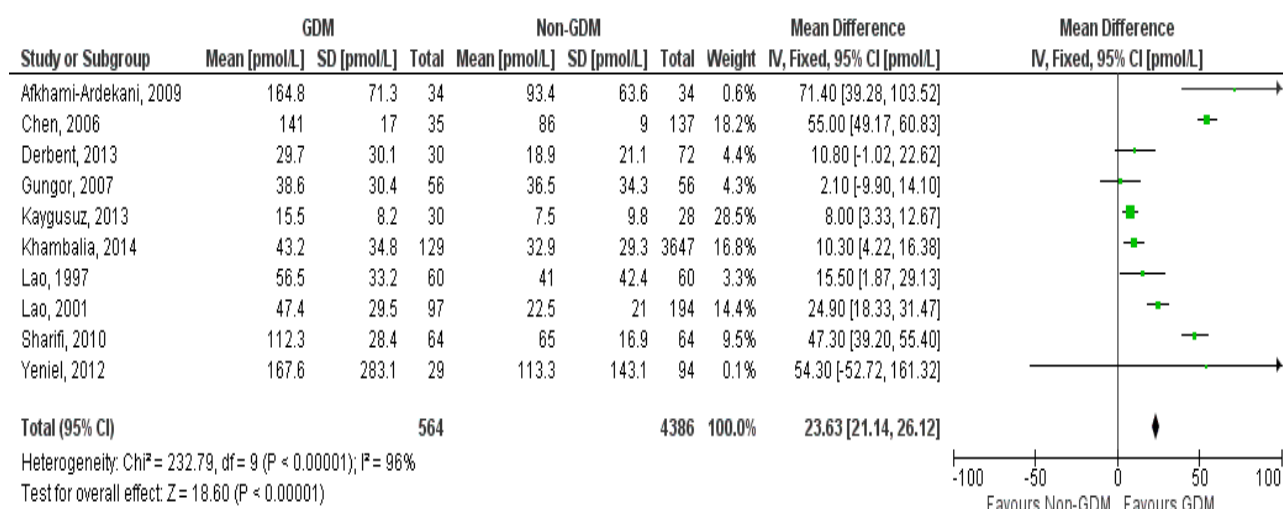 GDM Non-GDM Mean Difference Mean Difference
Study or Subgroup Mean [pmol/L] SD [pmol/L] Total Mean [pmol/L] SD [pmol/L] Total Weight IV, Fixed, 95% CI [pmol/L] IV, Fixed, 95% CI [pmol/L]
Afkhami-Ardekani, 2009 164.8 71.3 34 93.4 63.6 34 0.6% 71.40 [39.28, 103.52]
Chen, 2006 141 17 35 86 9 137 18.2% 55.00 [49.17, 60.83]
Derbent, 2013 29.7 30.1 30 18.9 21.1 72 4.4% 10.80 [-1.02, 22.62]
Gungor, 2007 38.6 30.4 56 36.5 34.3 56 4.3% 2.10 [-9.90, 14.10]
Kaygusuz, 2013 15.5 8.2 30 7.5 9.8 28 28.5% 8.00 [3.33, 12.67]
Khambalia, 2014 43.2 34.8 129 32.9 29.3 3647 16.8% 10.30 [4.22, 16.38]
Lao, 1997 56.5 33.2 60 41 42.4 60 3.3% 15.50 [1.87, 29.13]
Lao, 2001 47.4 29.5 97 22.5 21 194 14.4% 24.90 [18.33, 31.47]
Sharifi, 2010 112.3 28.4 64 65 16.9 64 9.5% 47.30 [39.20, 55.40]
Yeniel, 2012 167.6 283.1 29 113.3 143.1 94 0.1% 54.30 [-52.72, 161.32]
Total (95% CI) 564 4386 100.0% 23.63 [21.14, 26.12]
Heterogeneity: Chi² = 232.79, df = 9 (P < 0.00001); I² = 96%
Test for overall effect: Z = 18.60 (P < 0.00001)
-100 -50 0 50 100
Favours Non-GDM Favours GDM